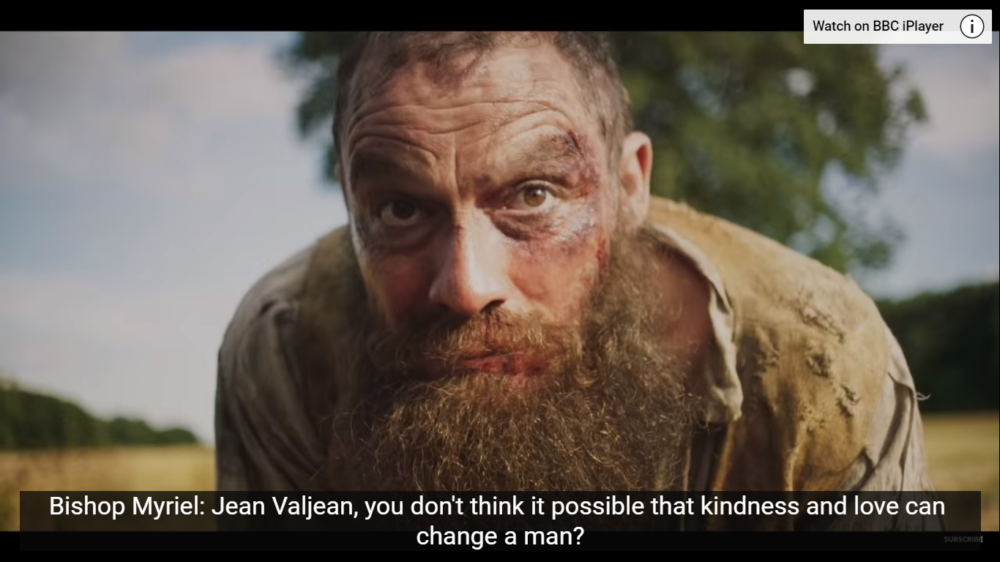 Watch on BBC iPlayer
Bishop Myriel: Jean Valjean, you don't think it possible that kindness and love can
change a man?
SUBSCRIBE